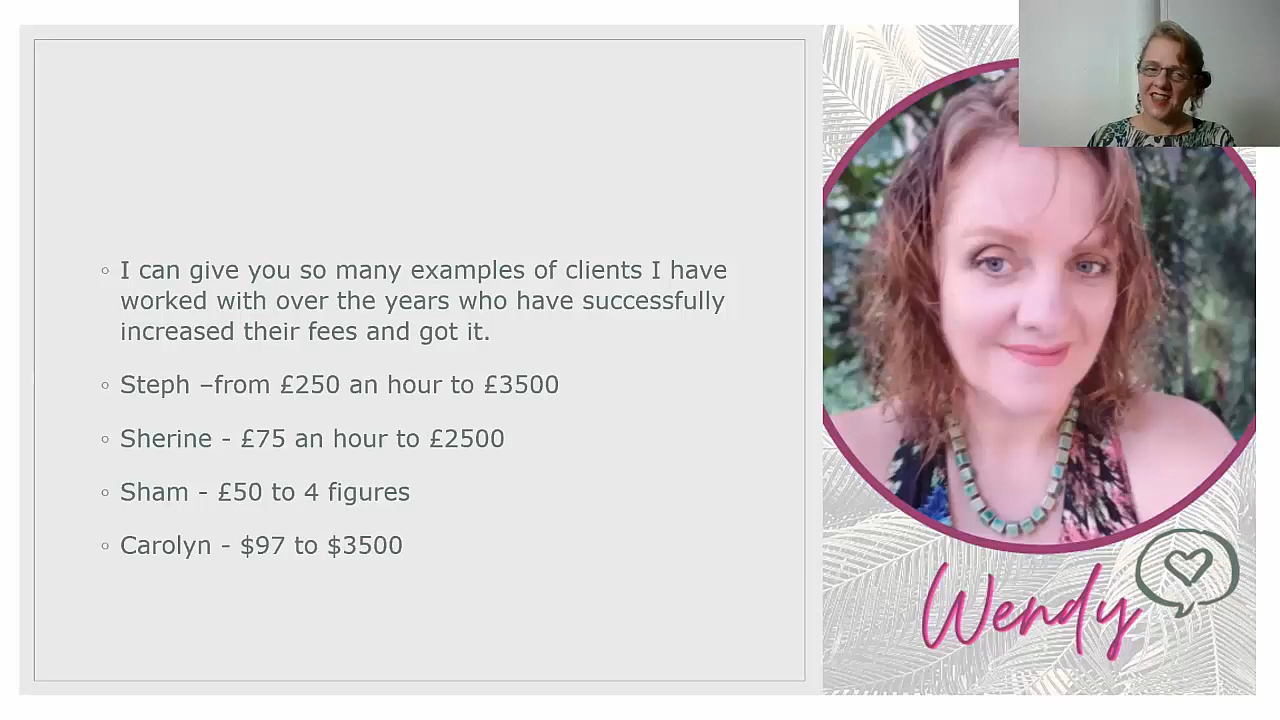 I can give you so many examples of clients I have
worked with over the years who have successfully
increased their fees and got it.
Steph –from £250 an hour to £3500
Sherine - £75 an hour to £2500
Sham - £50 to 4 figures
Carolyn - $97 to $3500
Wendy